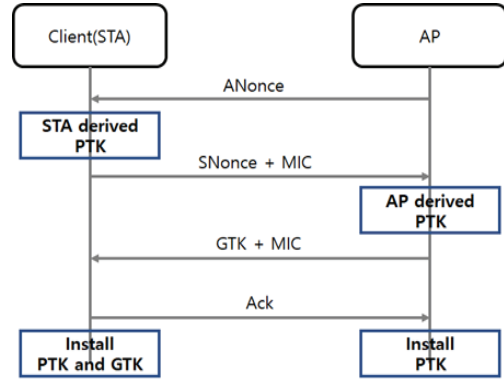 Client(STA)
AP
ANonce
STA derived
PTK
SNonce + MIC
AP derived
PTK
GTK + MIC
Ack
Install
PTK and GTK
Install
PTK